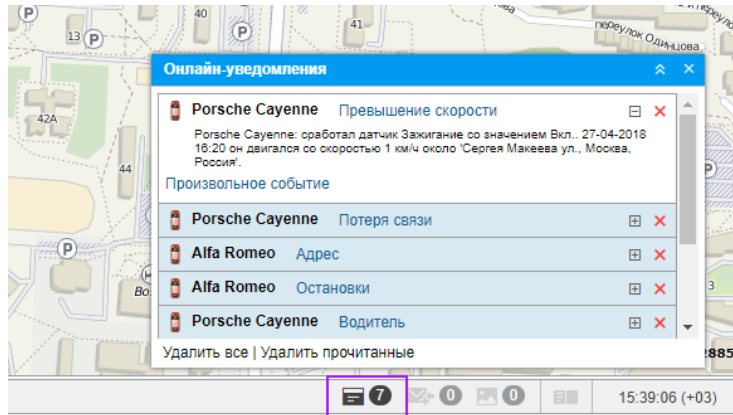 P
40
P
41
переулок Одинцова
13 P
Онлайн-уведомления
42А
44
Porsche Cayenne Превышение скорости
Porsche Cayenne: сработал датчик Зажигание со значением Вкл.. 27-04-2018
16:20 он двигался со скоростью 1 км/ч около 'Сергея Макеева ул., Москва,
Россия'.
Произвольное событие
P
Porsche Cayenne Потеря связи
P
Alfa Romeo Адрес
Alfa Romeo Остановки
3
Porsche Cayenne Водитель
Удалить все | Удалить прочитанные
2885
7 0 0 15:39:06 (+03)